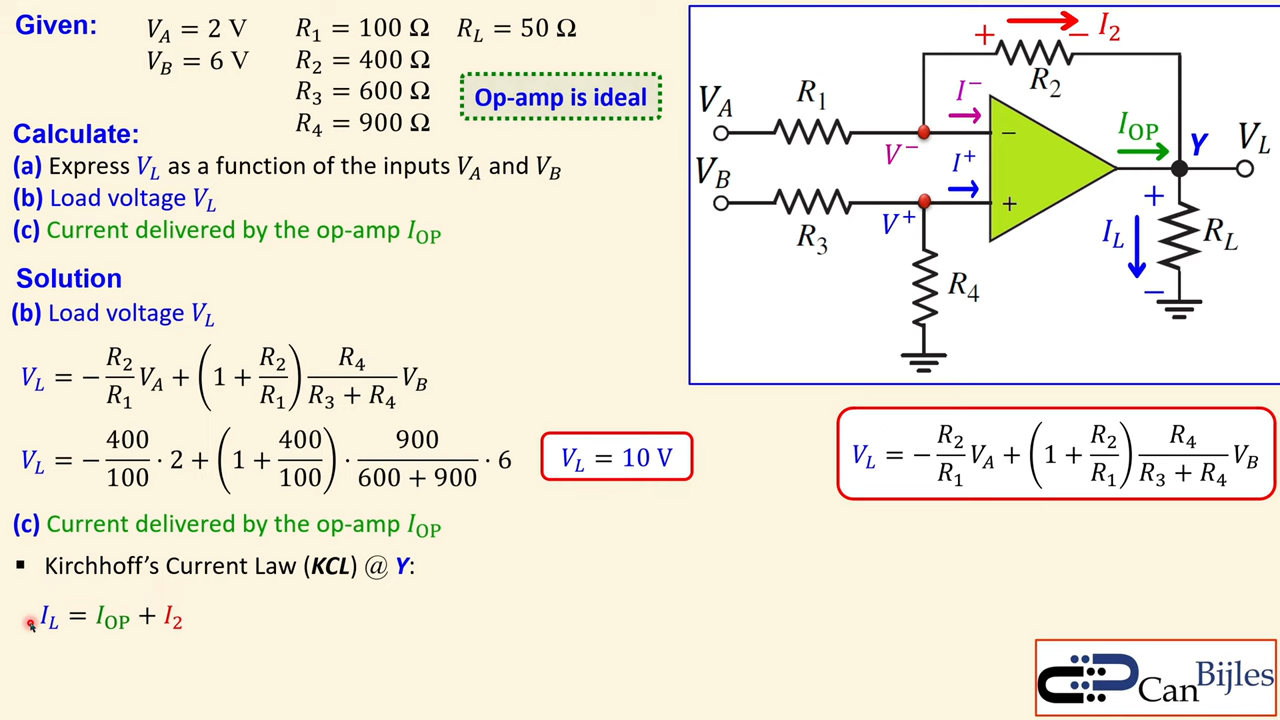 Given:
V_A = 2 V    R_1 = 100 Ω    R_L = 50 Ω
V_B = 6 V    R_2 = 400 Ω
R_3 = 600 Ω
R_4 = 900 Ω
Op-amp is ideal
Calculate:
(a) Express V_L as a function of the inputs V_A and V_B
(b) Load voltage V_L
(c) Current delivered by the op-amp I_OP
Solution
(b) Load voltage V_L
V_L = −R_2/R_1 V_A + (1 + R_2/R_1) R_4/(R_3 + R_4) V_B
V_L = −400/100 · 2 + (1 + 400/100) · 900/(600 + 900) · 6    V_L = 10 V
(c) Current delivered by the op-amp I_OP
▪ Kirchhoff's Current Law (KCL) @ Y:
I_L = I_OP + I_2
+ − I_2
R_2
V_A R_1 I^−
V^− −
I_OP Y V_L
V_B R_3 I^+
V^+ +
R_4
+ I_L R_L −
V_L = −R_2/R_1 V_A + (1 + R_2/R_1) R_4/(R_3 + R_4) V_B
CanBijles